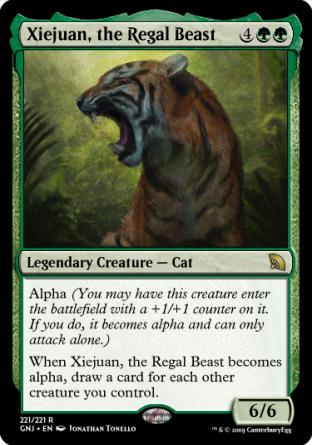 Xiejuan, the Regal Beast 4
Legendary Creature — Cat
Alpha (You may have this creature enter
the battlefield with a +1/+1 counter on it.
If you do, it becomes alpha and can only
attack alone.)
When Xiejuan, the Regal Beast becomes
alpha, draw a card for each other
creature you control.
6/6
221/221 R
GNJ • EN JONATHAN TONELLO
™ & © 2019 CanterburyEgg